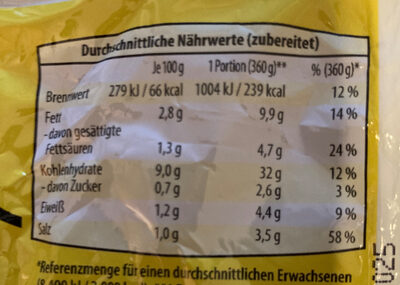 Durchschnittliche Nährwerte (zubereitet)
Je 100 g 1 Portion (360 g)** % (360 g)*
Brennwert 279 kJ / 66 kcal 1004 kJ / 239 kcal 12 %
Fett 2,8 g 9,9 g 14 %
- davon gesättigte
Fettsäuren 1,3 g 4,7 g 24 %
Kohlenhydrate 9,0 g 32 g 12 %
- davon Zucker 0,7 g 2,6 g 3 %
Eiweiß 1,2 g 4,4 g 9 %
Salz 1,0 g 3,5 g 58 %
*Referenzmenge für einen durchschnittlichen Erwachsenen
025